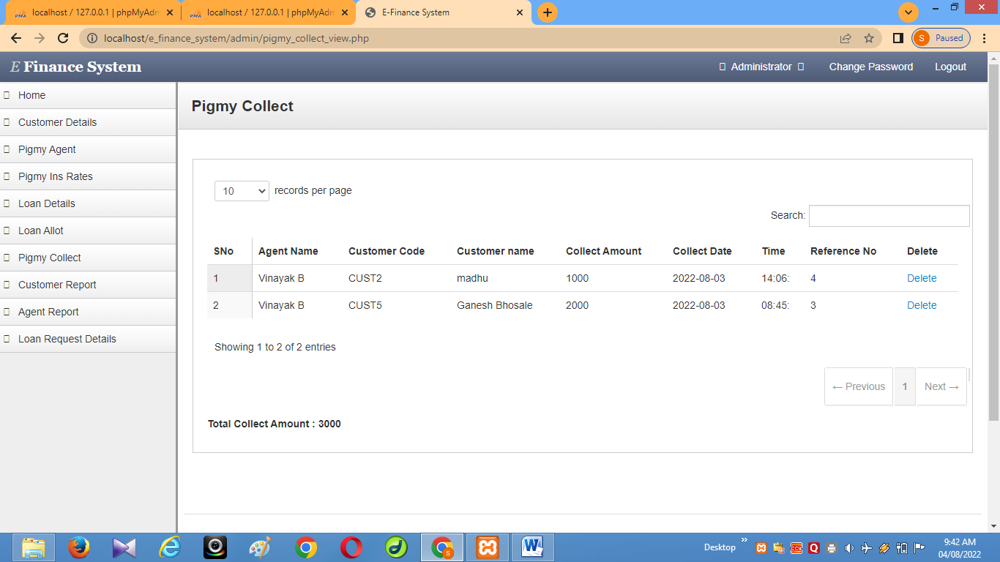 localhost / 127.0.0.1 | phpMyAdm
localhost / 127.0.0.1 | phpMyAdm
E-Finance System
localhost/e_finance_system/admin/pigmy_collect_view.php
S Paused
E Finance System
Administrator Change Password Logout
Home
Customer Details
Pigmy Agent
Pigmy Ins Rates
Loan Details
Loan Allot
Pigmy Collect
Customer Report
Agent Report
Loan Request Details
Pigmy Collect
10 records per page
Search:
SNo Agent Name Customer Code Customer name Collect Amount Collect Date Time Reference No Delete
1 Vinayak B CUST2 madhu 1000 2022-08-03 14:06: 4 Delete
2 Vinayak B CUST5 Ganesh Bhosale 2000 2022-08-03 08:45: 3 Delete
Showing 1 to 2 of 2 entries
← Previous 1 Next →
Total Collect Amount : 3000
Desktop
9:42 AM
04/08/2022